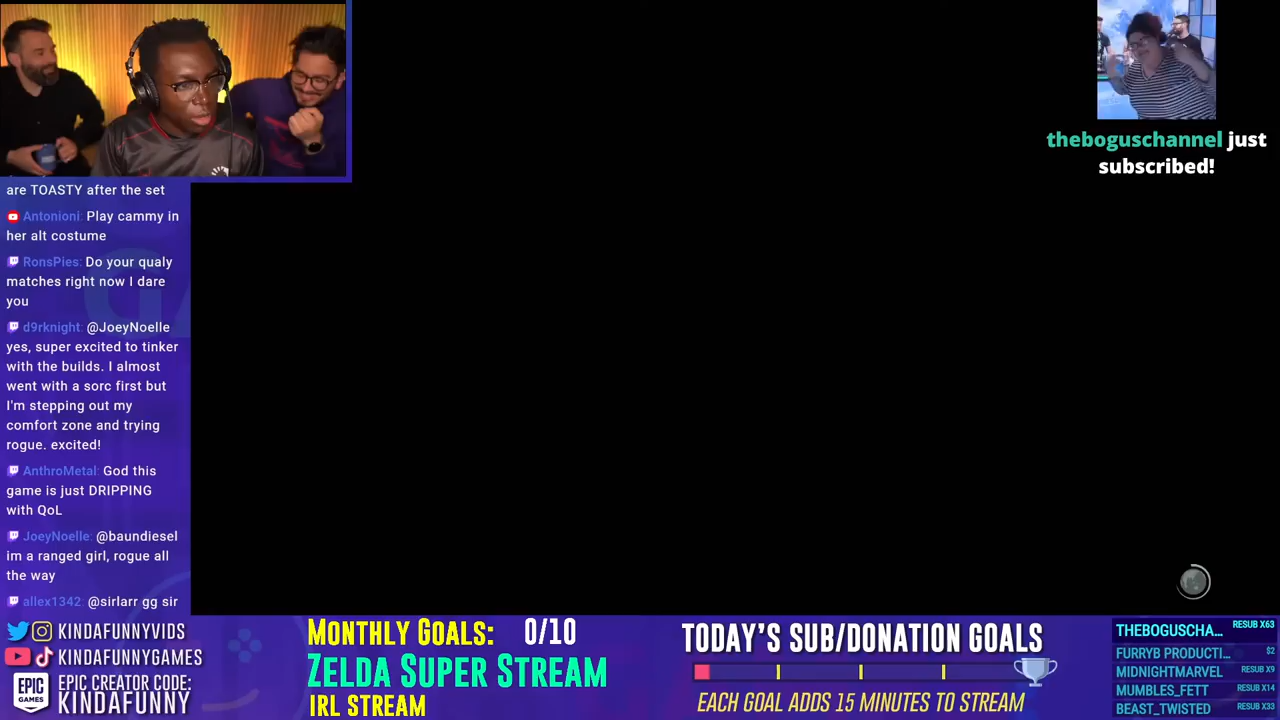 theboguschannel just
subscribed!
are TOASTY after the set
Antonioni: Play cammy in
her alt costume
RonsPies: Do your qualy
matches right now I dare
you
d9rknight: @JoeyNoelle
yes, super excited to tinker
with the builds. I almost
went with a sorc first but
I'm stepping out my
comfort zone and trying
rogue. excited!
AnthroMetal: God this
game is just DRIPPING
with QoL
JoeyNoelle: @baundiesel
im a ranged girl, rogue all
the way
allex1342: @sirlarr gg sir
KINDAFUNNYVIDS
KINDAFUNNYGAMES
EPIC GAMES
EPIC CREATOR CODE:
KINDAFUNNY
MONTHLY GOALS: 0/10
ZELDA SUPER STREAM
IRL STREAM
TODAY'S SUB/DONATION GOALS
EACH GOAL ADDS 15 MINUTES TO STREAM
THEBOGUSCHA... RESUB X63
FURRYB PRODUCTI... $2
MIDNIGHTMARVEL RESUB X9
MUMBLES_FETT RESUB X14
BEAST_TWISTED RESUB X33